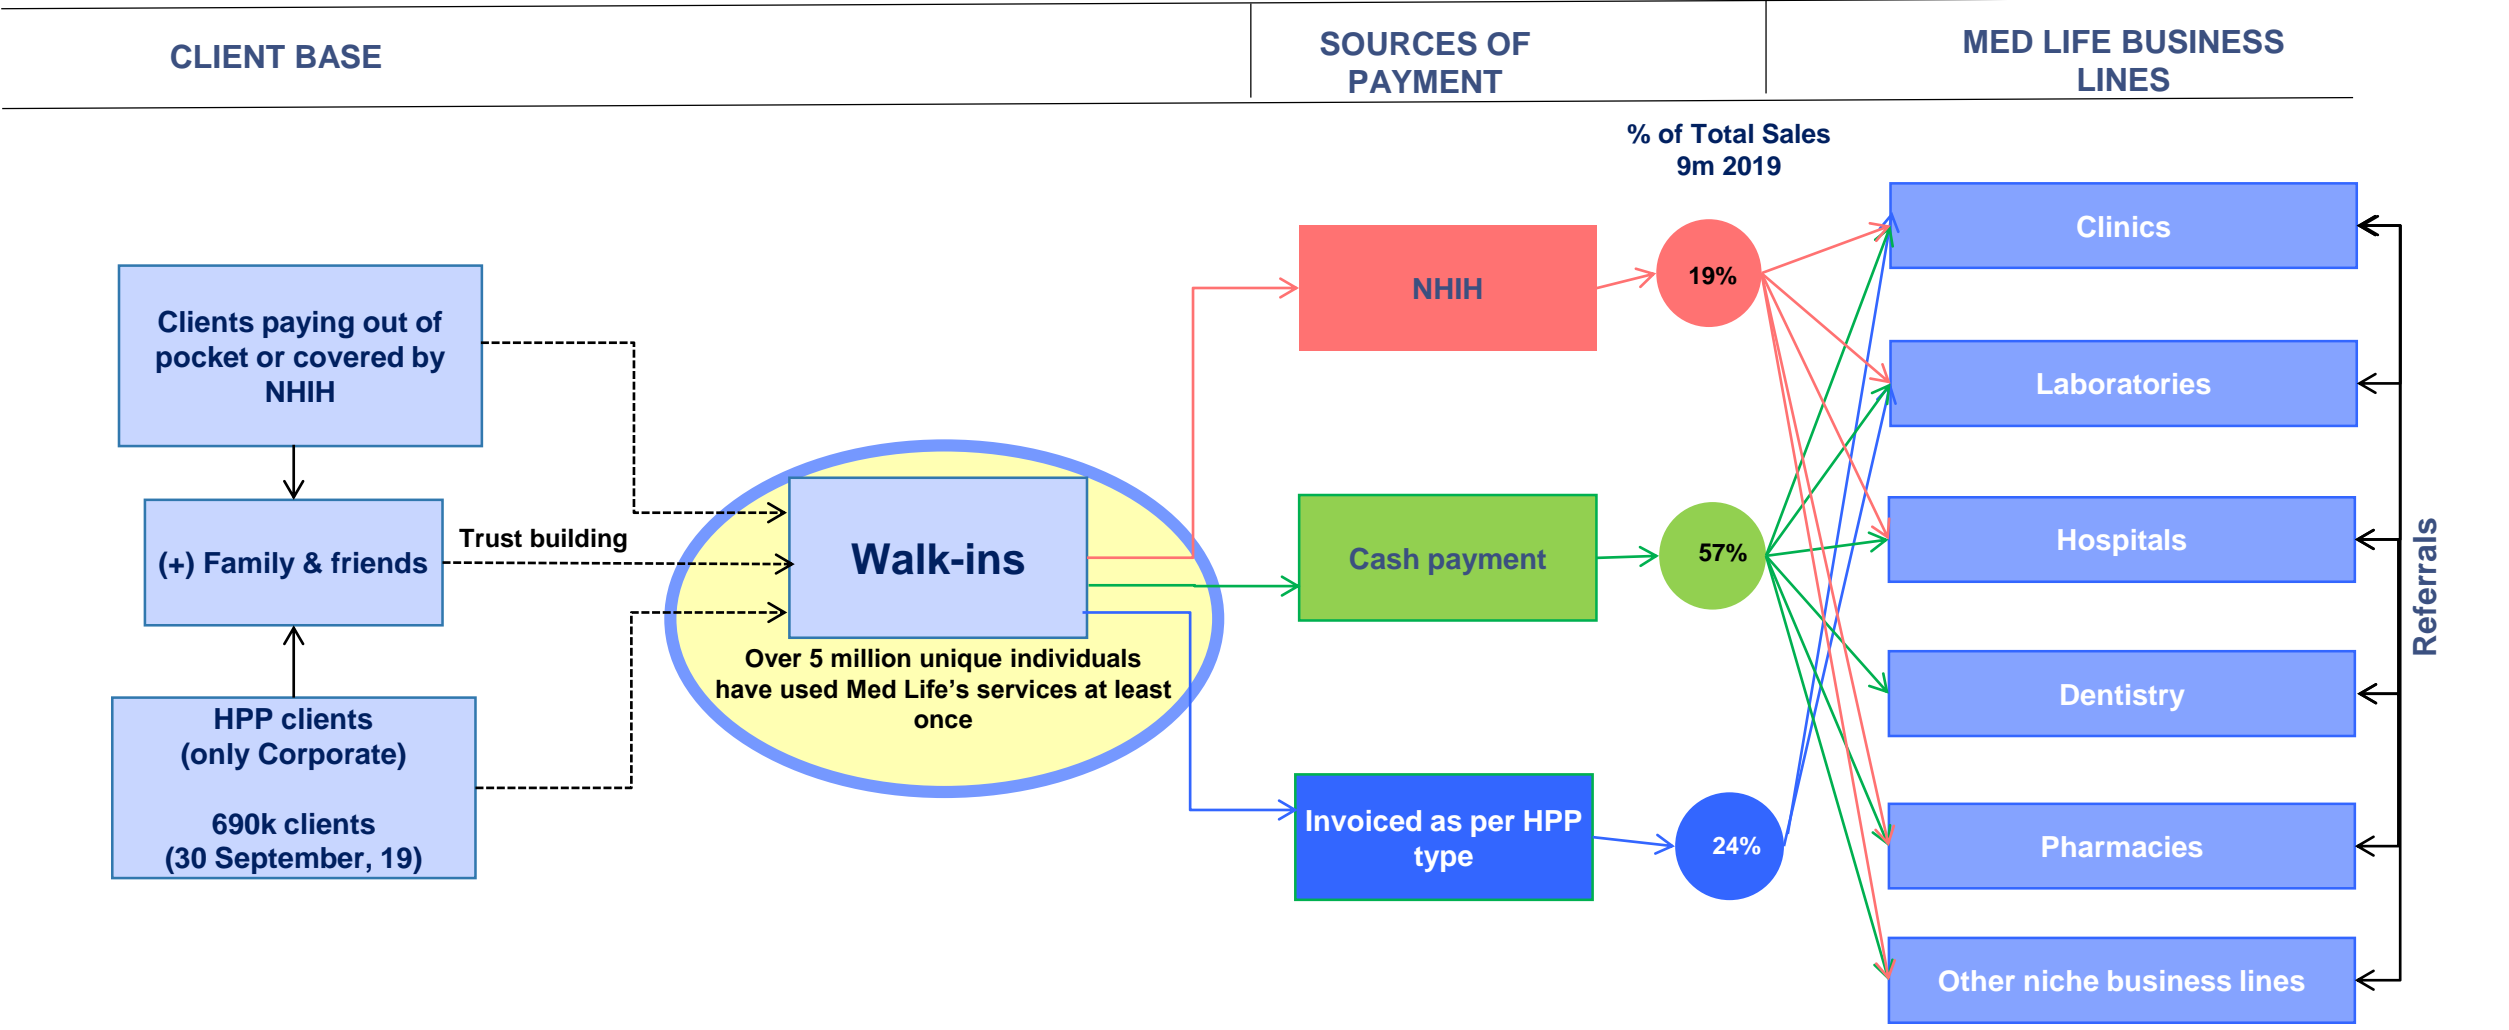 CLIENT BASE
SOURCES OF
PAYMENT
MED LIFE BUSINESS
LINES
% of Total Sales
9m 2019
Clients paying out of
pocket or covered by
NHIH
(+) Family & friends
Trust building
HPP clients
(only Corporate)
690k clients
(30 September, 19)
Walk-ins
Over 5 million unique individuals
have used Med Life’s services at least
once
NHIH
19%
Cash payment
57%
Invoiced as per HPP
type
24%
Clinics
Laboratories
Hospitals
Dentistry
Pharmacies
Other niche business lines
Referrals